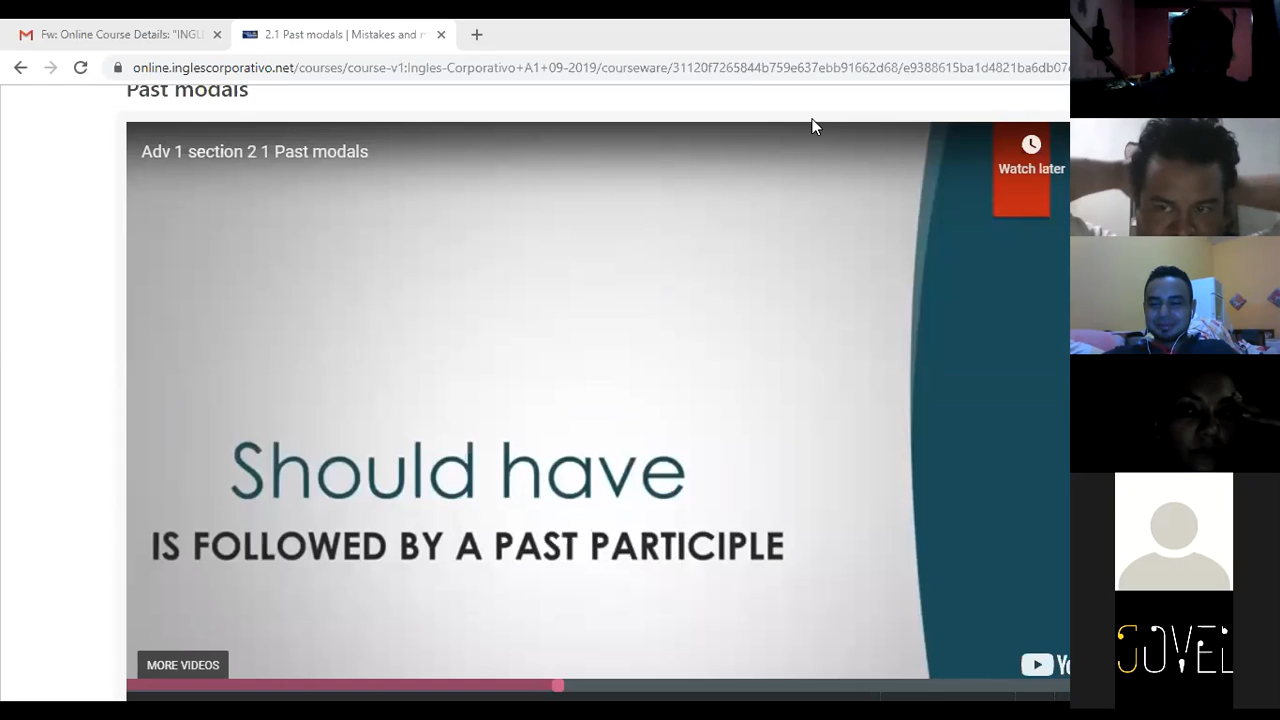 Fw: Online Course Details: "INGL
2.1 Past modals | Mistakes and m
online.inglescorporativo.net/courses/course-v1:Ingles-Corporativo+A1+09-2019/courseware/31120f7265844b759e637ebb91662d68/e9388615ba1d4821ba6db07
Past modals
Adv 1 section 2 1 Past modals
Watch later
Should have
IS FOLLOWED BY A PAST PARTICIPLE
MORE VIDEOS
JOVEL